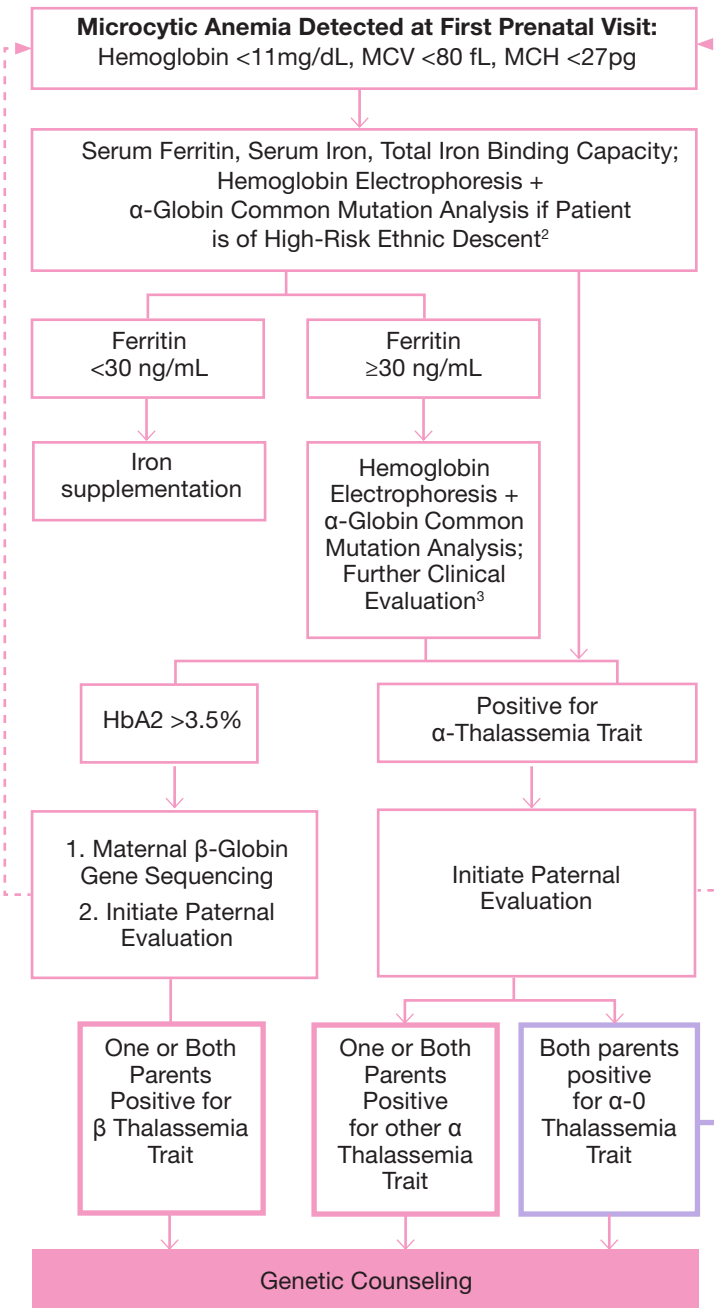 Microcytic Anemia Detected at First Prenatal Visit:
Hemoglobin <11mg/dL, MCV <80 fL, MCH <27pg
Serum Ferritin, Serum Iron, Total Iron Binding Capacity;
Hemoglobin Electrophoresis +
α-Globin Common Mutation Analysis if Patient
is of High-Risk Ethnic Descent²
Ferritin
<30 ng/mL
Ferritin
≥30 ng/mL
Iron
supplementation
Hemoglobin
Electrophoresis +
α-Globin Common
Mutation Analysis;
Further Clinical
Evaluation³
HbA2 >3.5%
Positive for
α-Thalassemia Trait
1. Maternal β-Globin
Gene Sequencing
2. Initiate Paternal
Evaluation
Initiate Paternal
Evaluation
One or Both
Parents
Positive for
β Thalassemia
Trait
One or Both
Parents
Positive
for other α
Thalassemia
Trait
Both parents
positive
for α-0
Thalassemia
Trait
Genetic Counseling